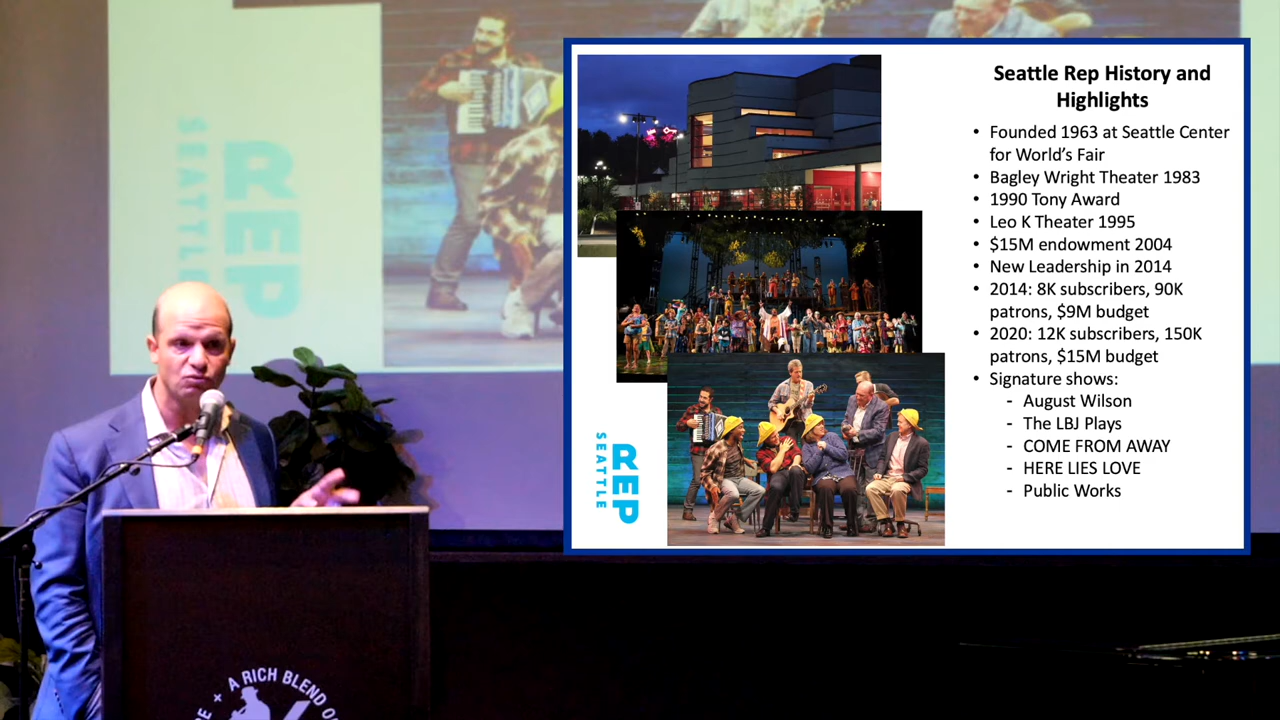 SEATTLE
REP
Seattle Rep History and
Highlights
• Founded 1963 at Seattle Center
for World's Fair
• Bagley Wright Theater 1983
• 1990 Tony Award
• Leo K Theater 1995
• $15M endowment 2004
• New Leadership in 2014
• 2014: 8K subscribers, 90K
patrons, $9M budget
• 2020: 12K subscribers, 150K
patrons, $15M budget
• Signature shows:
- August Wilson
- The LBJ Plays
- COME FROM AWAY
- HERE LIES LOVE
- Public Works
SEATTLE
REP
+ A RICH BLEND